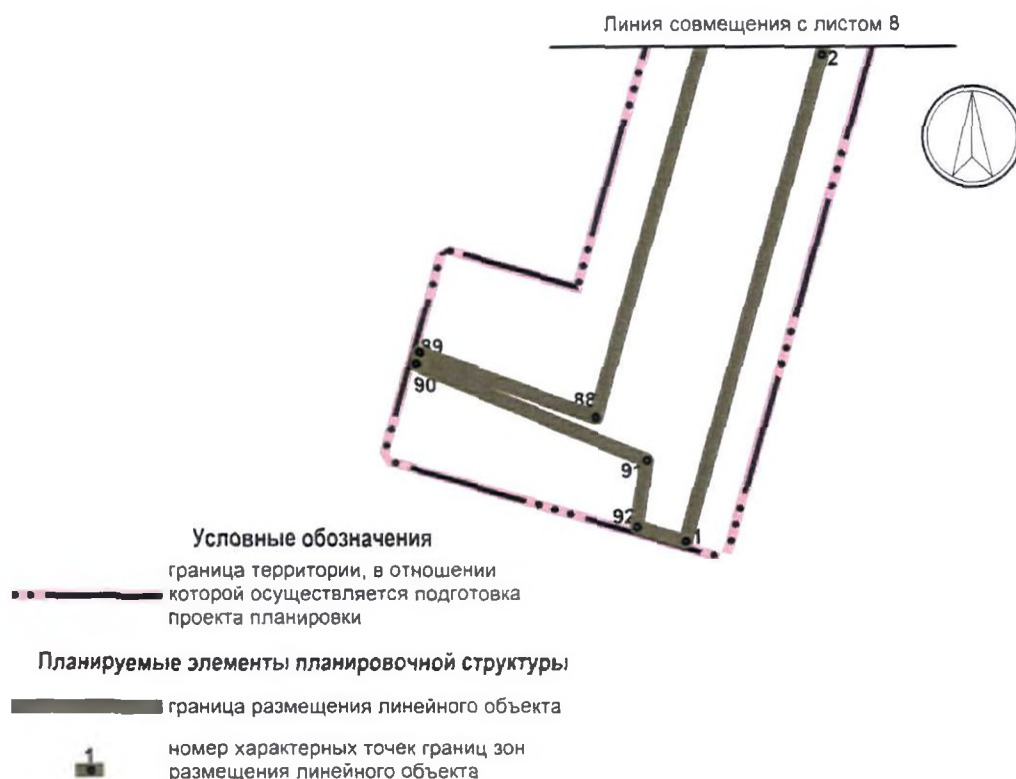 Линия совмещения с листом 8
2
89
90
88
91
92
1
Условные обозначения
граница территории, в отношении
которой осуществляется подготовка
проекта планировки
Планируемые элементы планировочной структуры
граница размещения линейного объекта
1
номер характерных точек границ зон
размещения линейного объекта